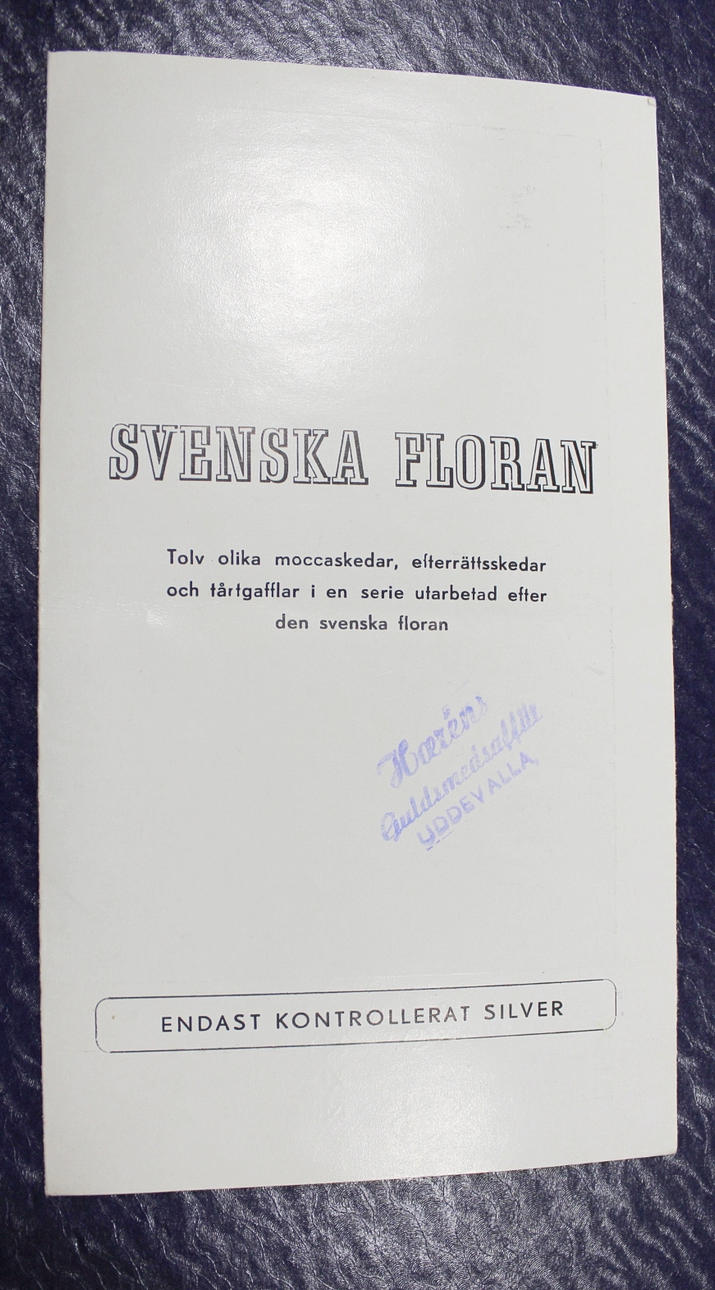 SVENSKA FLORAN
Tolv olika moccaskedar, efterrättsskedar
och tårtgafflar i en serie utarbetad efter
den svenska floran
Guldsmedsaffär
UDDEVALLA
ENDAST KONTROLLERAT SILVER